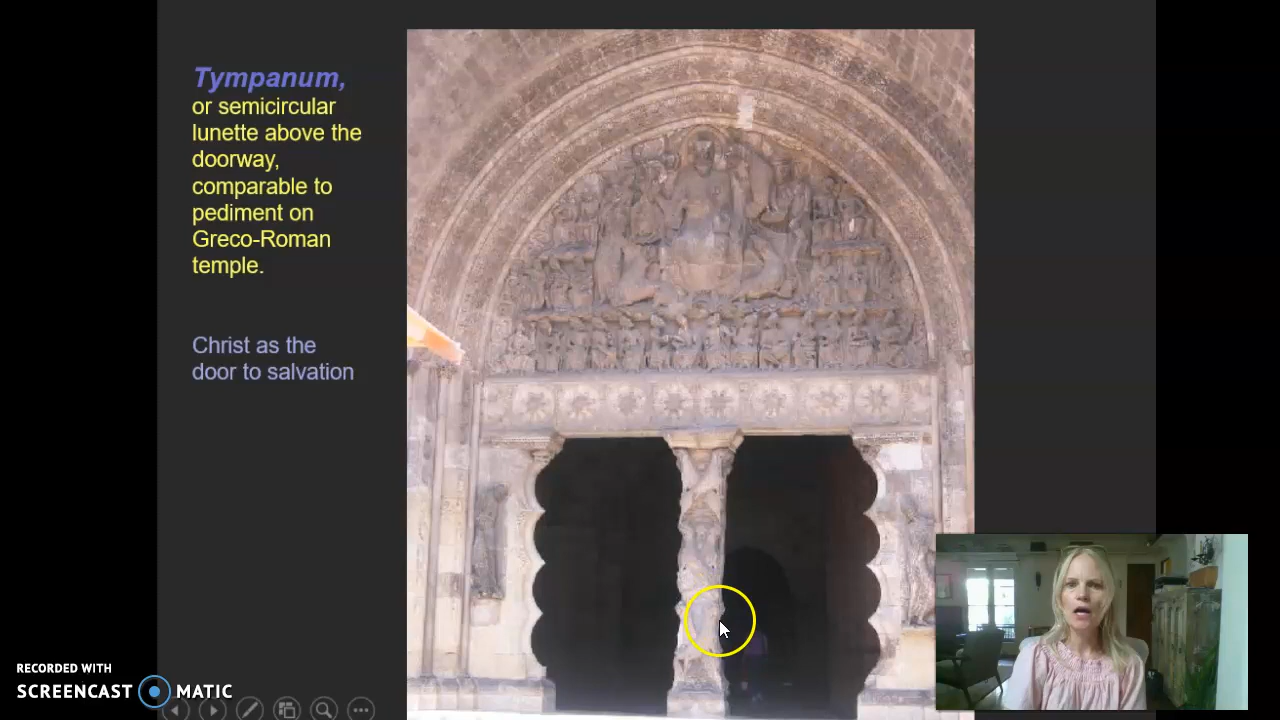 Tympanum,
or semicircular
lunette above the
doorway,
comparable to
pediment on
Greco-Roman
temple.
Christ as the
door to salvation
RECORDED WITH
SCREENCAST MATIC